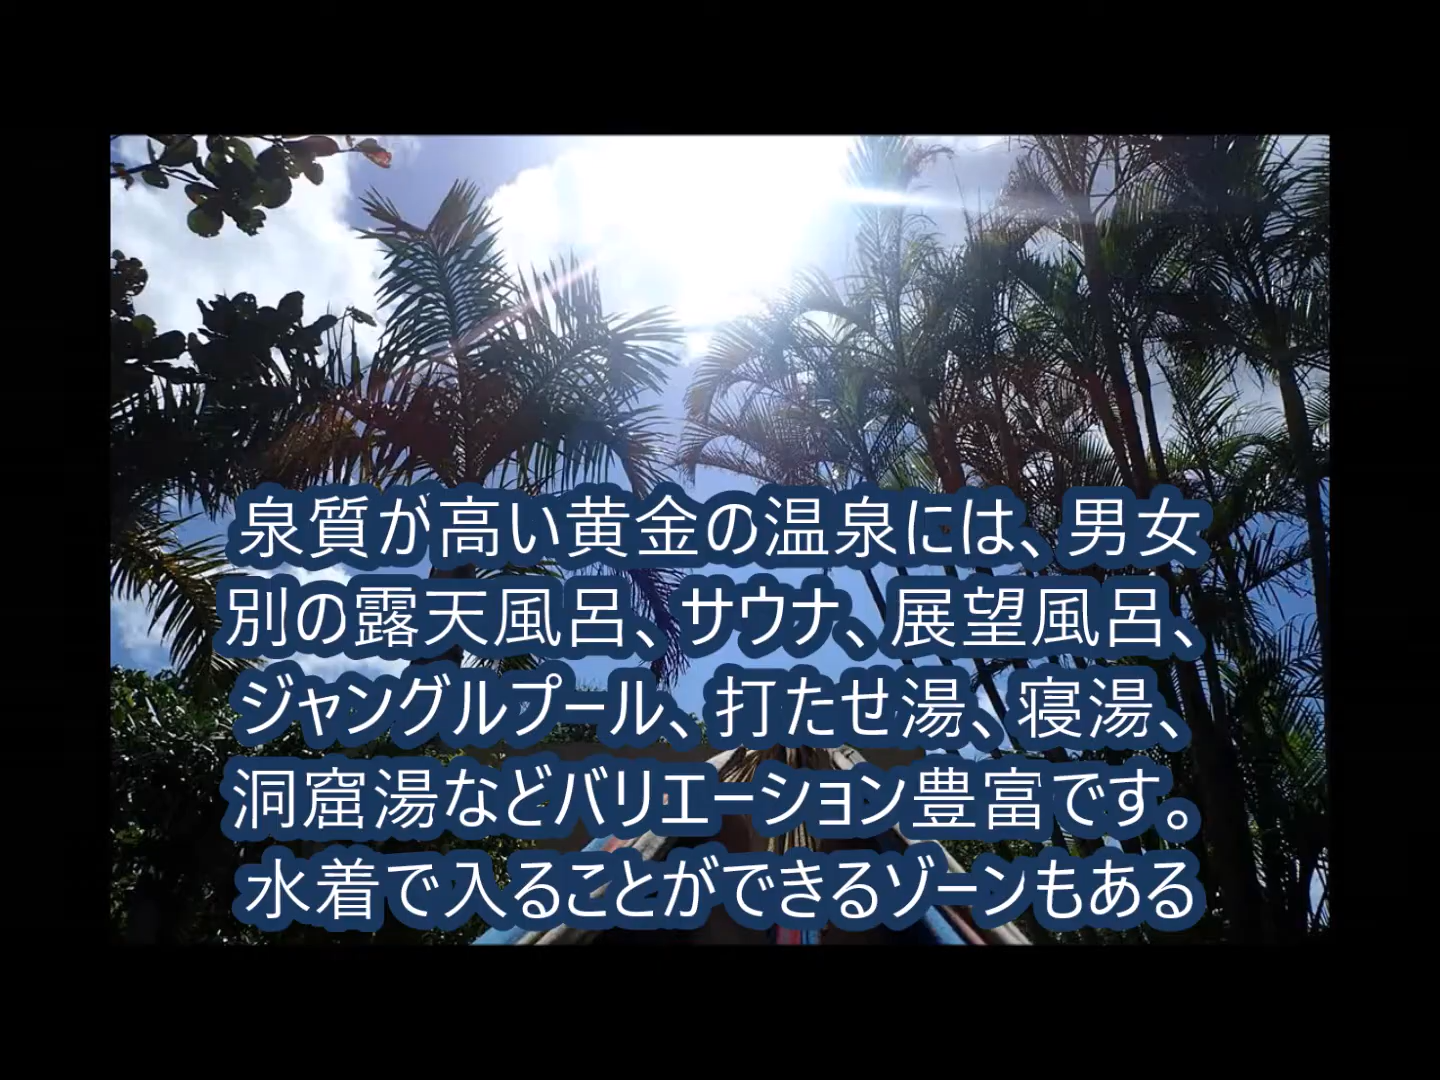 泉質が高い黄金の温泉には、男女
別の露天風呂、サウナ、展望風呂、
ジャングルプール、打たせ湯、寝湯、
洞窟湯などバリエーション豊富です。
水着で入ることができるゾーンもある